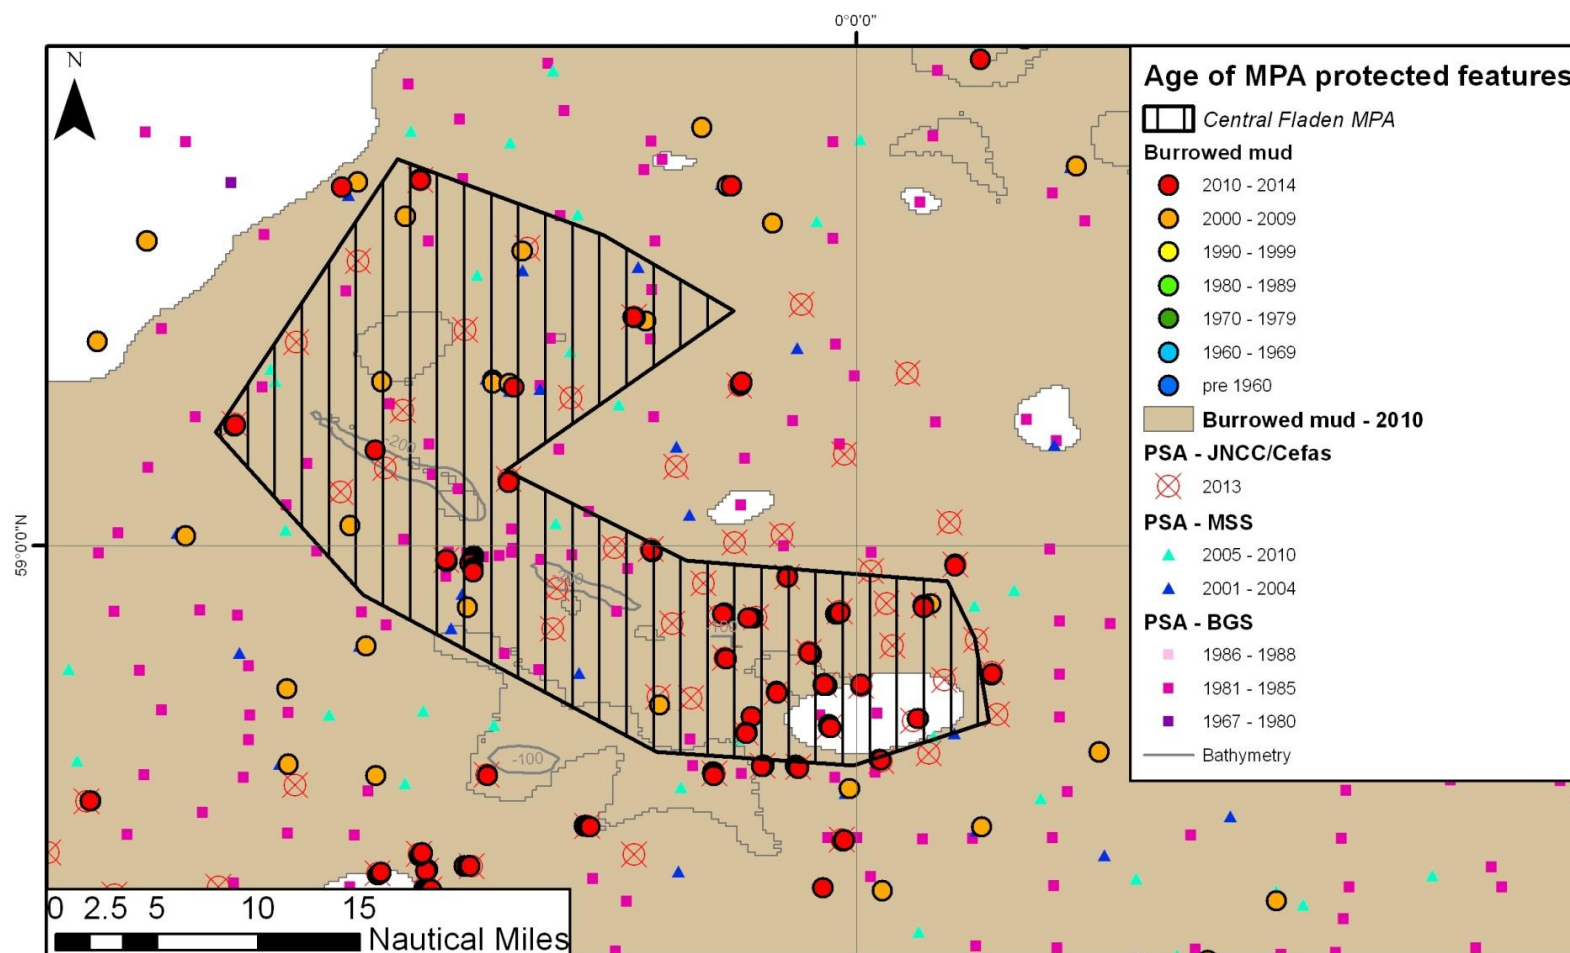 0°0'0"
N
59°0'0"N
-200
-200
-100
-100
0 2.5 5 10 15
Nautical Miles
Age of MPA protected features
Central Fladen MPA
Burrowed mud
2010 - 2014
2000 - 2009
1990 - 1999
1980 - 1989
1970 - 1979
1960 - 1969
pre 1960
Burrowed mud - 2010
PSA - JNCC/Cefas
2013
PSA - MSS
2005 - 2010
2001 - 2004
PSA - BGS
1986 - 1988
1981 - 1985
1967 - 1980
Bathymetry